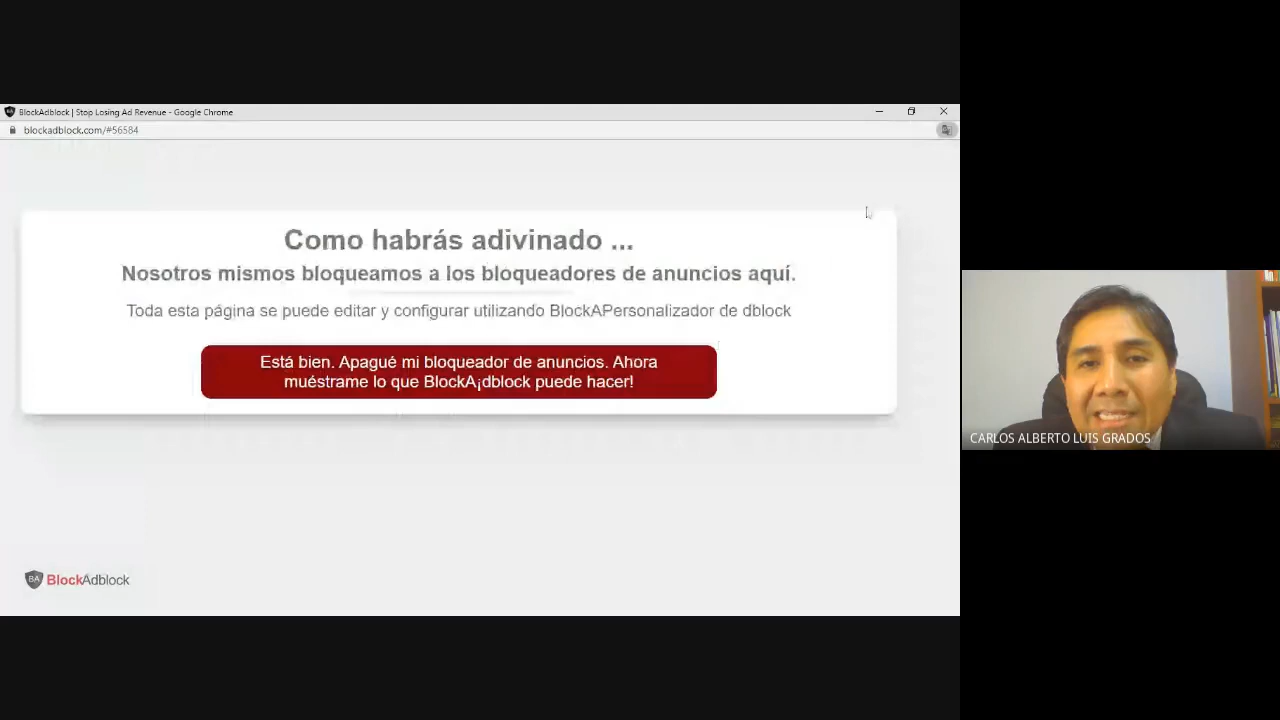 BlockAdblock | Stop Losing Ad Revenue - Google Chrome
blockadblock.com/#56584
Como habrás adivinado ...
Nosotros mismos bloqueamos a los bloqueadores de anuncios aquí.
Toda esta página se puede editar y configurar utilizando BlockAPersonalizador de dblock
Está bien. Apagué mi bloqueador de anuncios. Ahora
muéstrame lo que BlockA¡dblock puede hacer!
CARLOS ALBERTO LUIS GRADOS
BA BlockAdblock